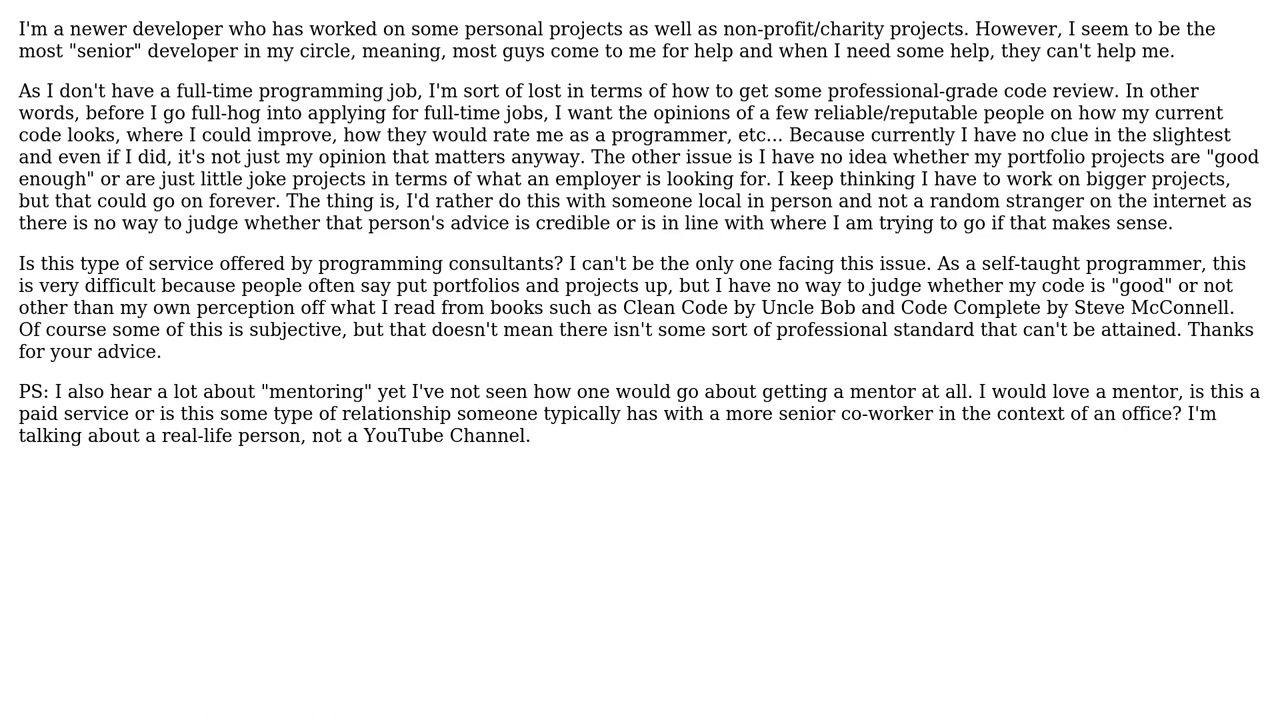 I'm a newer developer who has worked on some personal projects as well as non-profit/charity projects. However, I seem to be the
most "senior" developer in my circle, meaning, most guys come to me for help and when I need some help, they can't help me.
As I don't have a full-time programming job, I'm sort of lost in terms of how to get some professional-grade code review. In other
words, before I go full-hog into applying for full-time jobs, I want the opinions of a few reliable/reputable people on how my current
code looks, where I could improve, how they would rate me as a programmer, etc... Because currently I have no clue in the slightest
and even if I did, it's not just my opinion that matters anyway. The other issue is I have no idea whether my portfolio projects are "good
enough" or are just little joke projects in terms of what an employer is looking for. I keep thinking I have to work on bigger projects,
but that could go on forever. The thing is, I'd rather do this with someone local in person and not a random stranger on the internet as
there is no way to judge whether that person's advice is credible or is in line with where I am trying to go if that makes sense.
Is this type of service offered by programming consultants? I can't be the only one facing this issue. As a self-taught programmer, this
is very difficult because people often say put portfolios and projects up, but I have no way to judge whether my code is "good" or not
other than my own perception off what I read from books such as Clean Code by Uncle Bob and Code Complete by Steve McConnell.
Of course some of this is subjective, but that doesn't mean there isn't some sort of professional standard that can't be attained. Thanks
for your advice.
PS: I also hear a lot about "mentoring" yet I've not seen how one would go about getting a mentor at all. I would love a mentor, is this a
paid service or is this some type of relationship someone typically has with a more senior co-worker in the context of an office? I'm
talking about a real-life person, not a YouTube Channel.